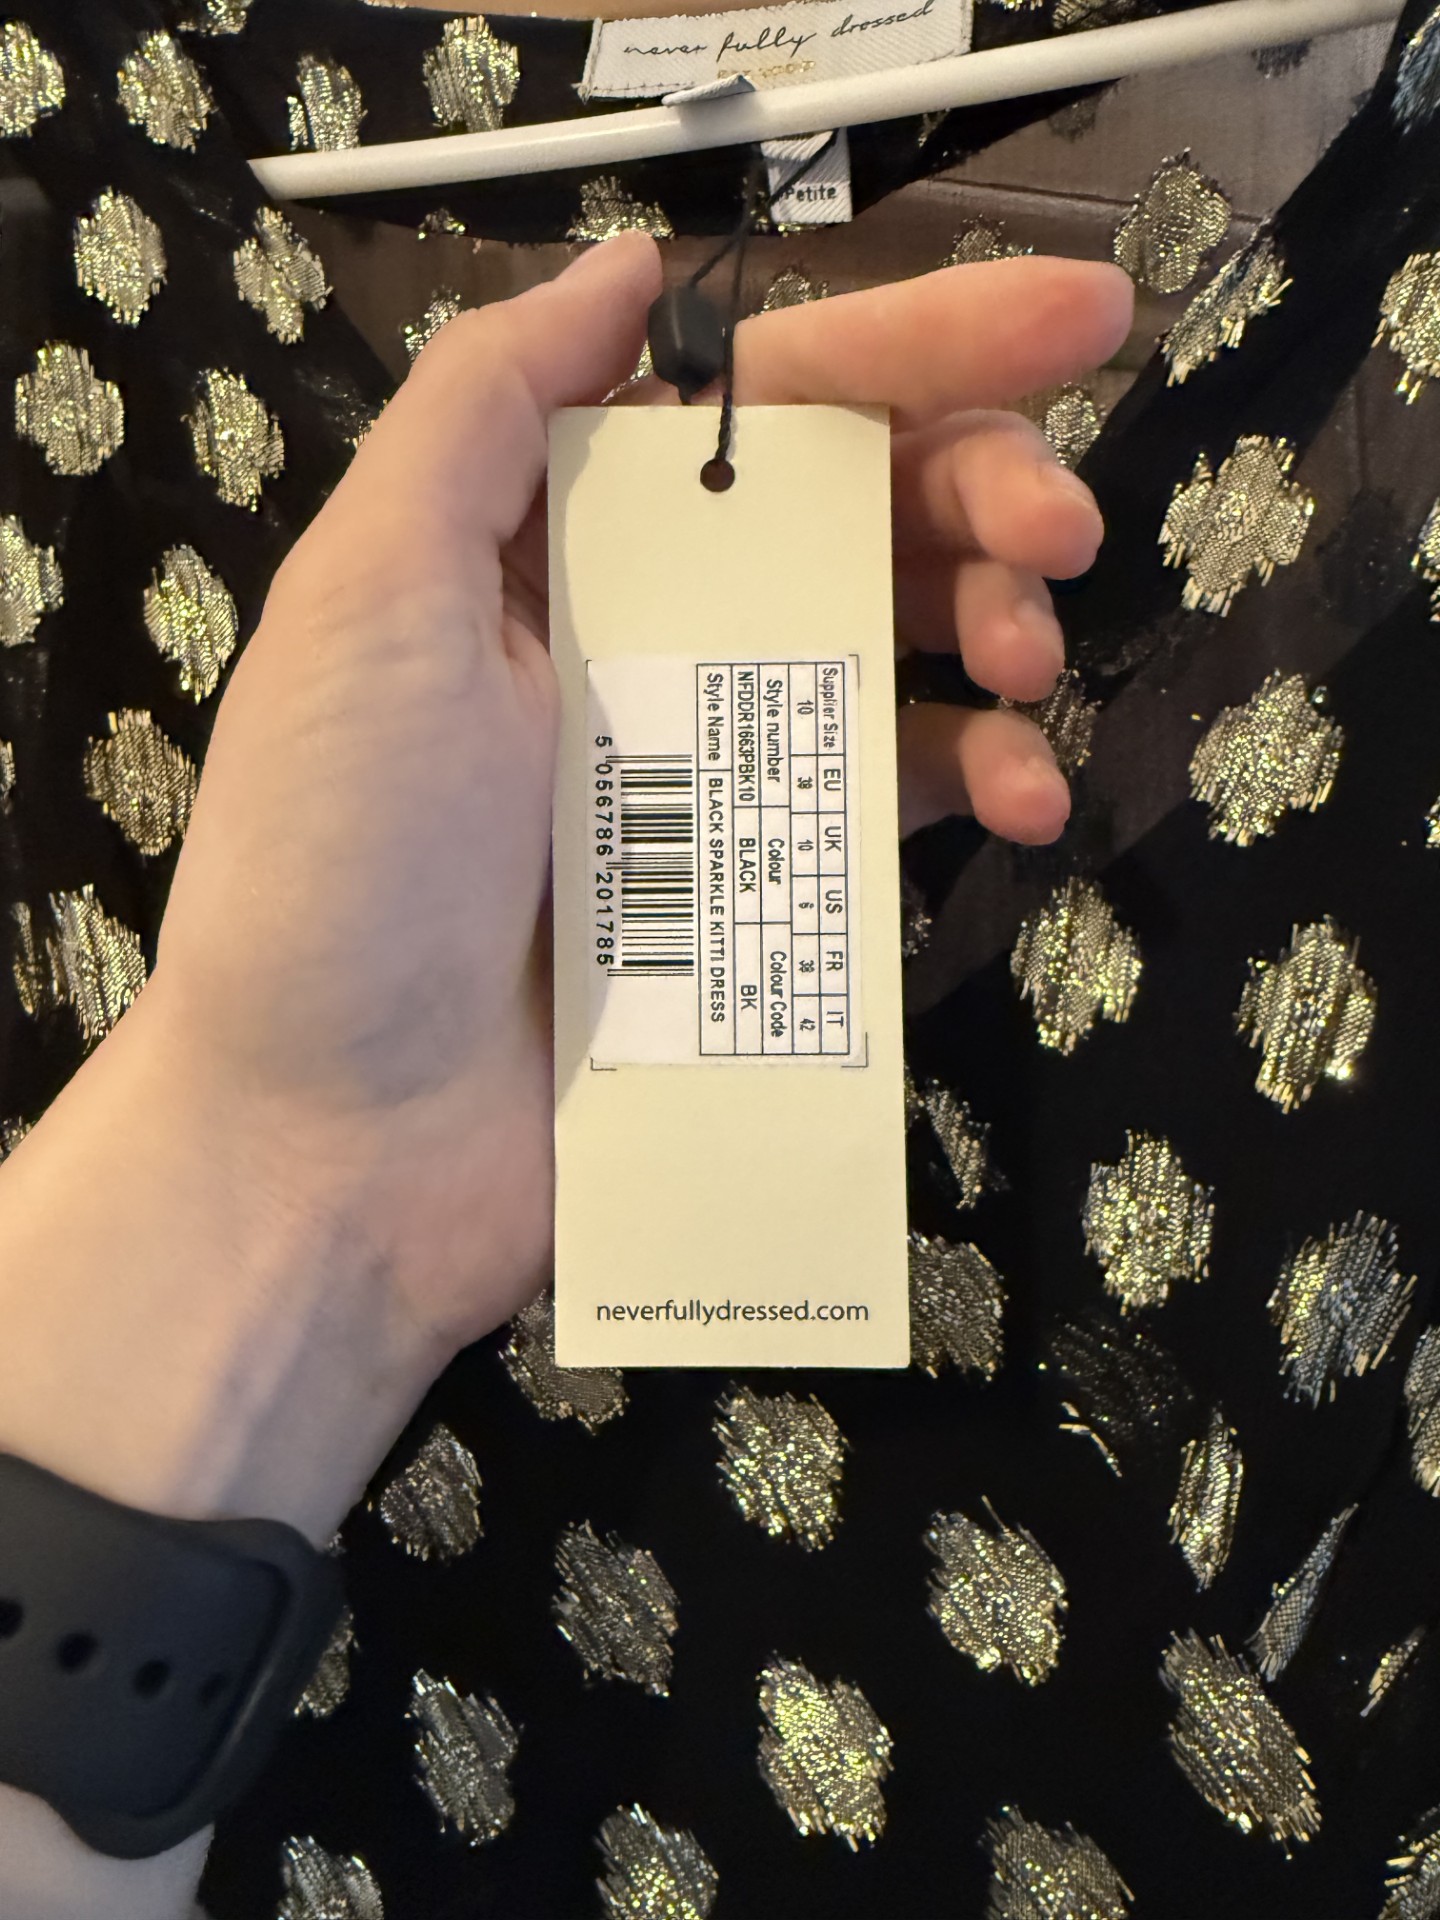 never fully dressed
Petite
Supplier Size EU UK US FR IT
10 38 10 6 38 42
Style number Colour Colour Code
NFDDR1663PBK10 BLACK BK
Style Name BLACK SPARKLE KITTI DRESS
5 056786 201785
neverfullydressed.com